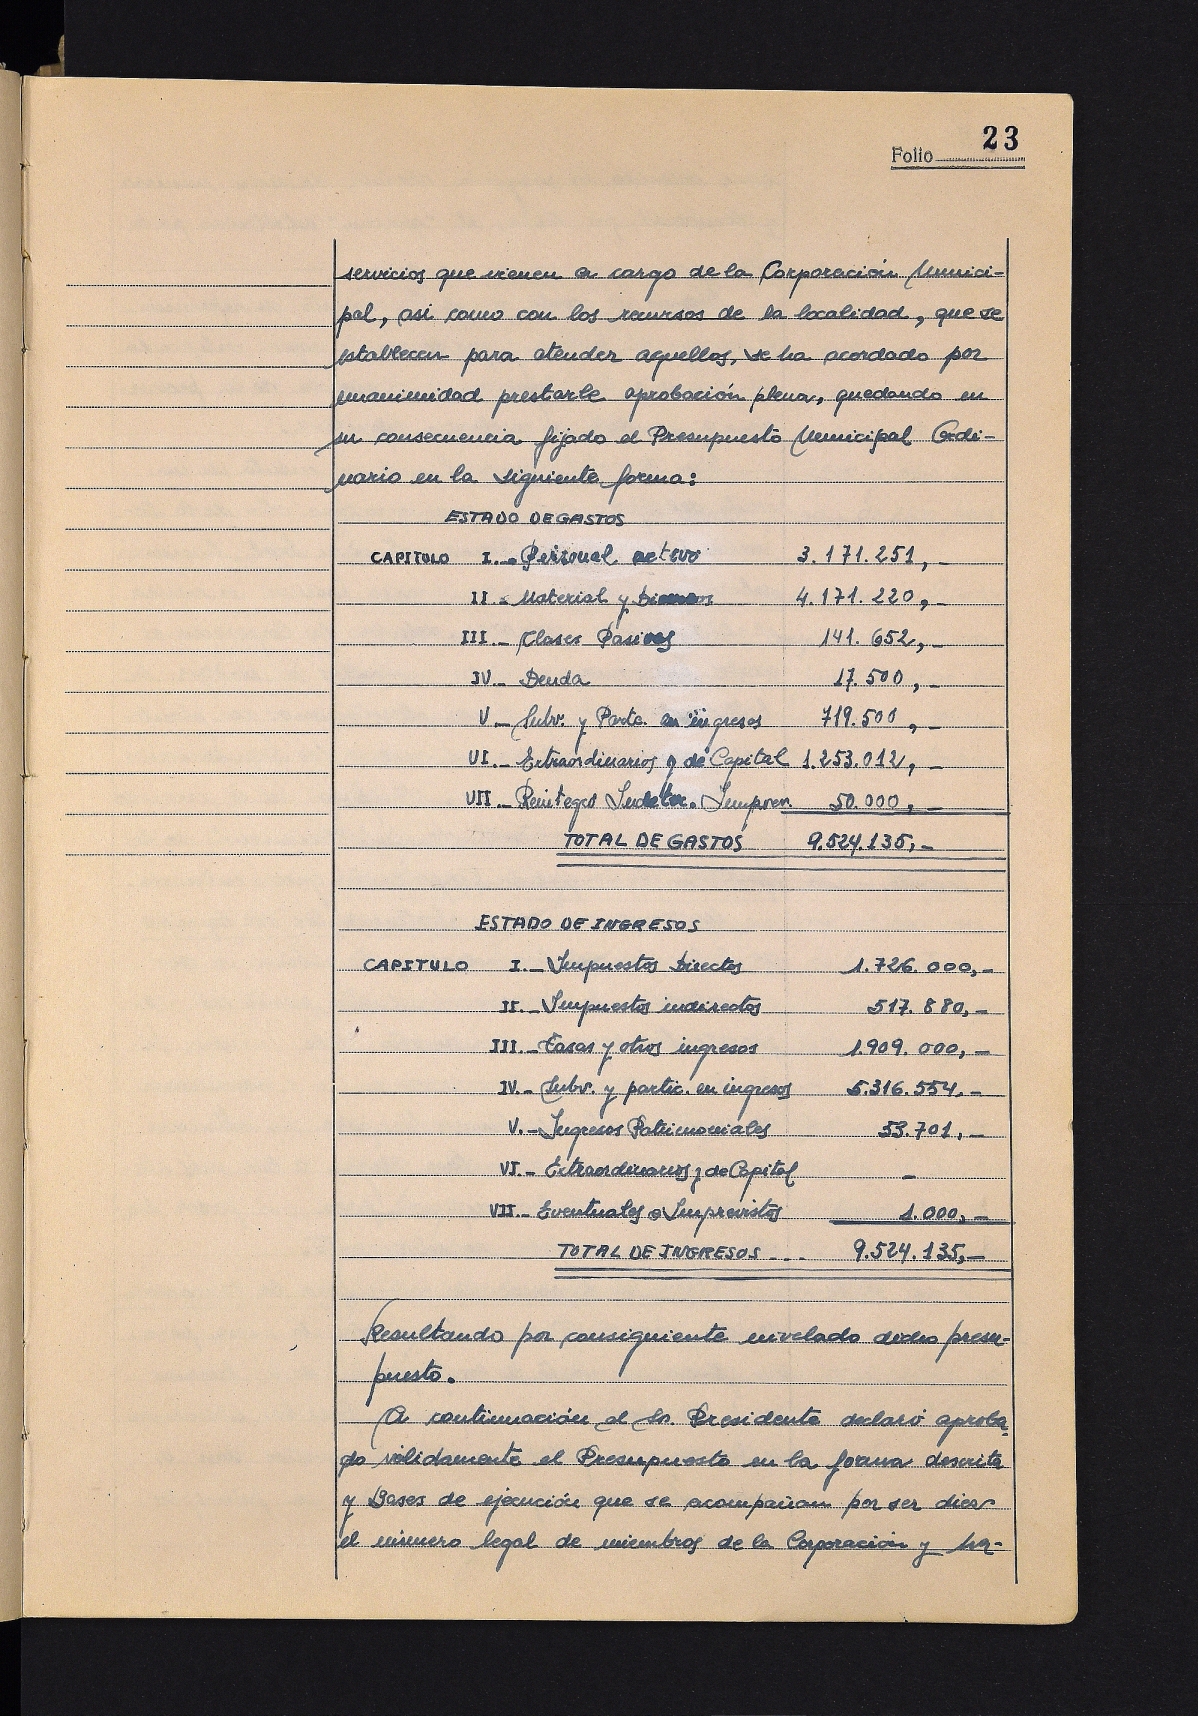 Folio 23
servicios que vienen a cargo de la Corporación Munici-
pal, asi como con los recursos de la localidad, que se
establecen para atender aquellos, se ha acordado por
unanimidad prestarle aprobación plena, quedando en
su consecuencia fijado el Presupuesto Municipal Ordi-
nario en la siguiente forma:
ESTADO DE GASTOS
CAPITULO I.- Personal activo 3.171.251,-
II.- Material y Diversos 4.171.220,-
III.- Clases Pasivas 141.652,-
IV.- Deuda 17.500,-
V.- Subv. y Partc. en ingresos 719.500,-
VI.- Extraordinarios y de Capital 1.253.012,-
VII.- Reintegro Indeter. Imprev. 50.000,-
TOTAL DE GASTOS 9.524.135,-
ESTADO DE INGRESOS
CAPITULO I.- Impuestos Directos 1.726.000,-
II.- Impuestos indirectos 517.880,-
III.- Tasas y otros ingresos 1.909.000,-
IV.- Subv. y partic. en ingresos 5.316.554,-
V.- Ingresos Patrimoniales 53.701,-
VI.- Extraordinarios y de Capital -
VII.- Eventuales e Imprevistos 1.000,-
TOTAL DE INGRESOS ... 9.524.135,-
Resultando por consiguiente nivelado dicho presu-
puesto.
A continuación el Sr. Presidente declaró aproba-
do válidamente el Presupuesto en la forma descrita
y Bases de ejecución que se acompañan por ser diez
el número legal de miembros de la Corporación y ha-